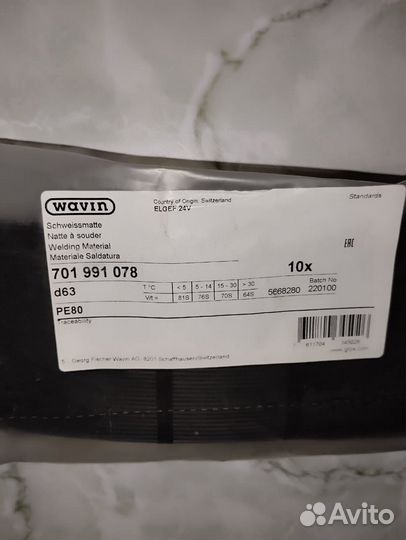 wavin
Country of Origin: Switzerland
ELGEF 24V
Standards
Schweissmatte
Natte à souder
Welding Material
Materiale Saldatura
EAC
701 991 078
10x
d63
T °C < 5 5 - 14 15 - 30 > 30
Vit = 81S 76S 70S 64S
5668280
Batch No
220100
PE80
Traceability
Georg Fischer Wavin AG, 8201 Schaffhausen/Switzerland
7 611704
Avito